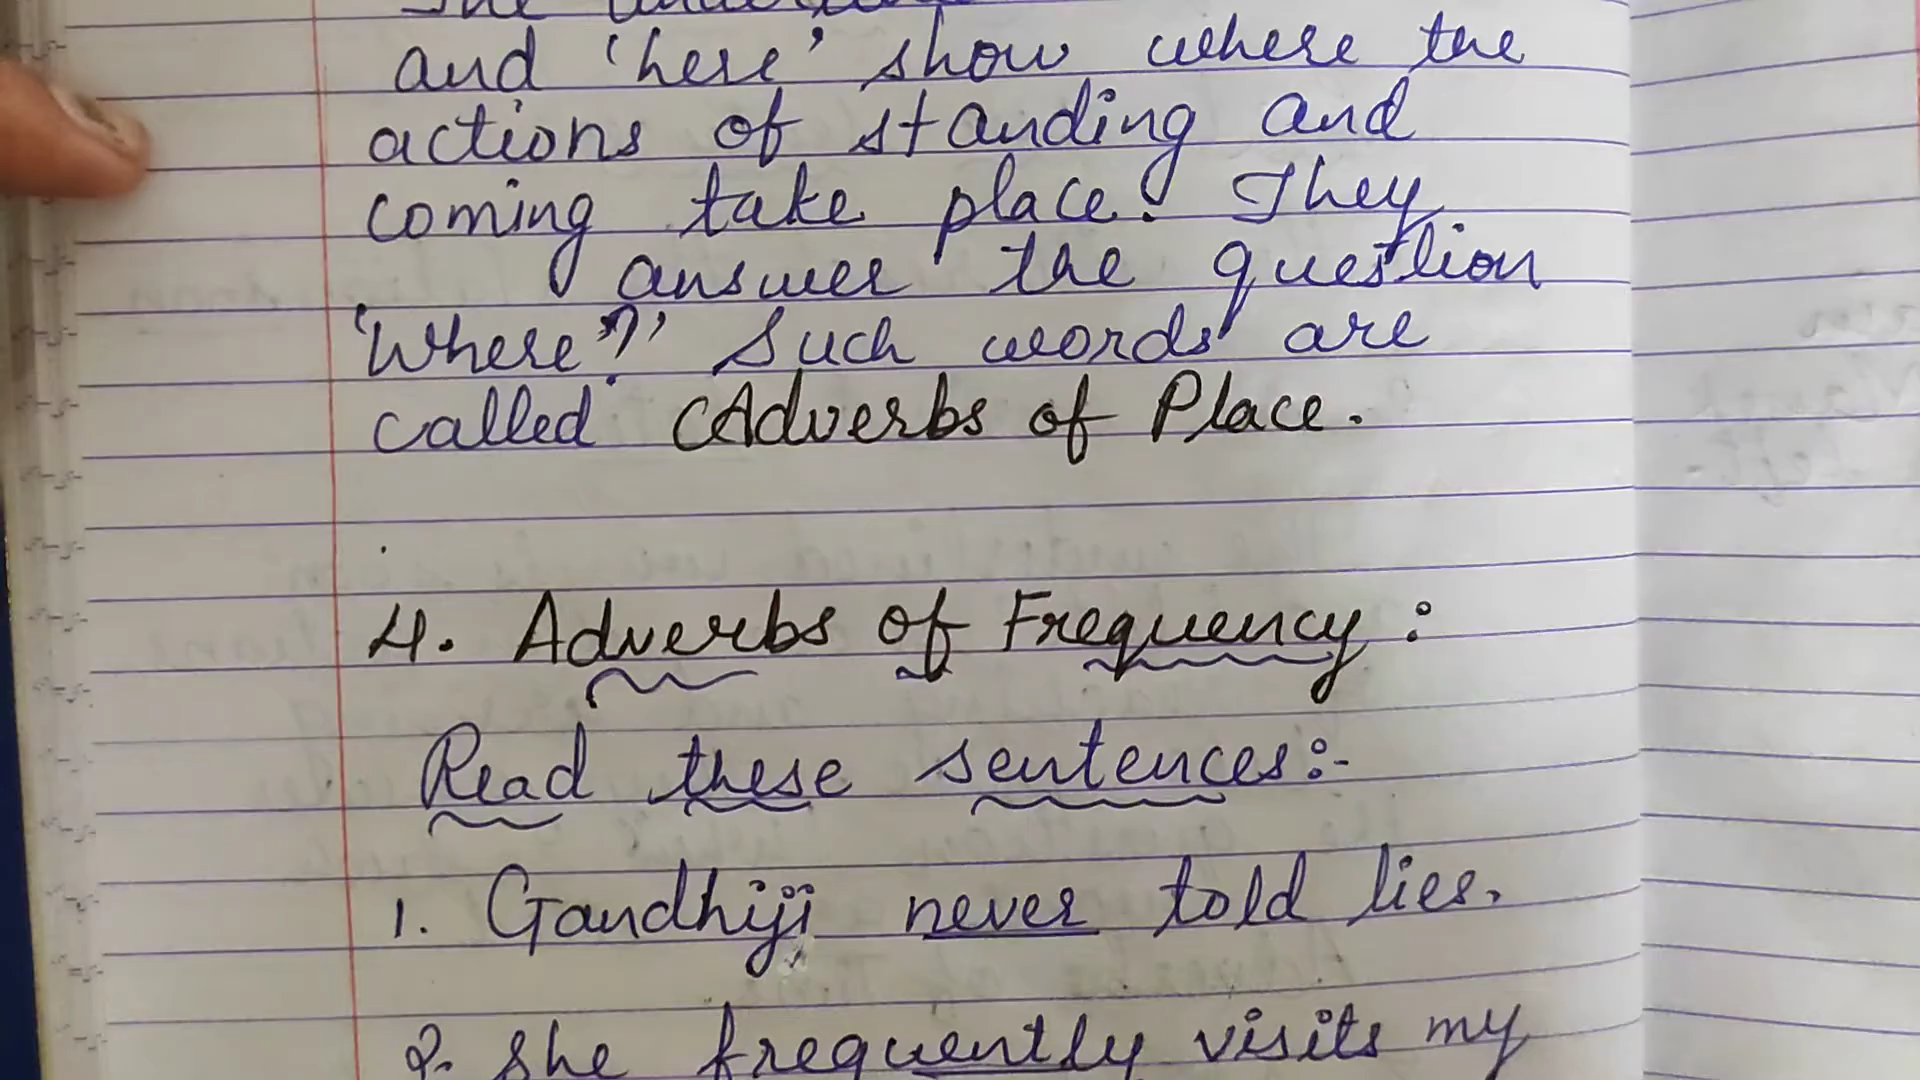 and 'here' show where the
actions of standing and
coming take place. They
answer the question
'Where?' Such words are
called Adverbs of Place.
4. Adverbs of Frequency:
Read these sentences:-
1. Gandhiji never told lies.
2. She frequently visits my